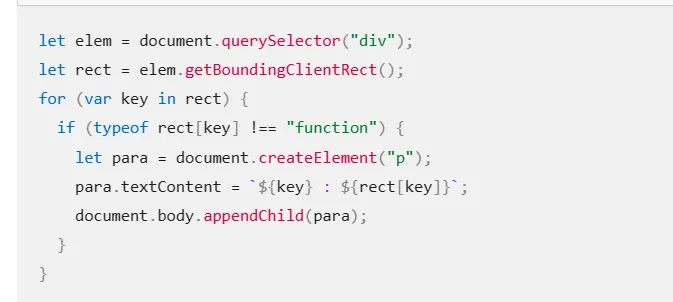 let elem = document.querySelector("div");
let rect = elem.getBoundingClientRect();
for (var key in rect) {
  if (typeof rect[key] !== "function") {
    let para = document.createElement("p");
    para.textContent = `${key} : ${rect[key]}`;
    document.body.appendChild(para);
  }
}